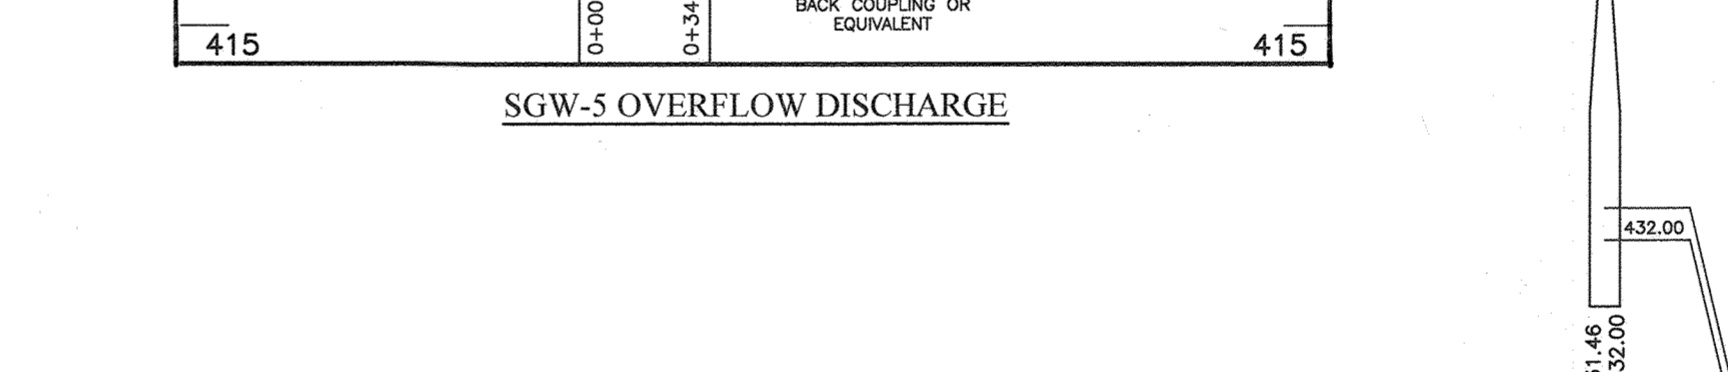 BACK COUPLING OR
EQUIVALENT
415
0+00
0+34
415
SGW-5 OVERFLOW DISCHARGE
432.00